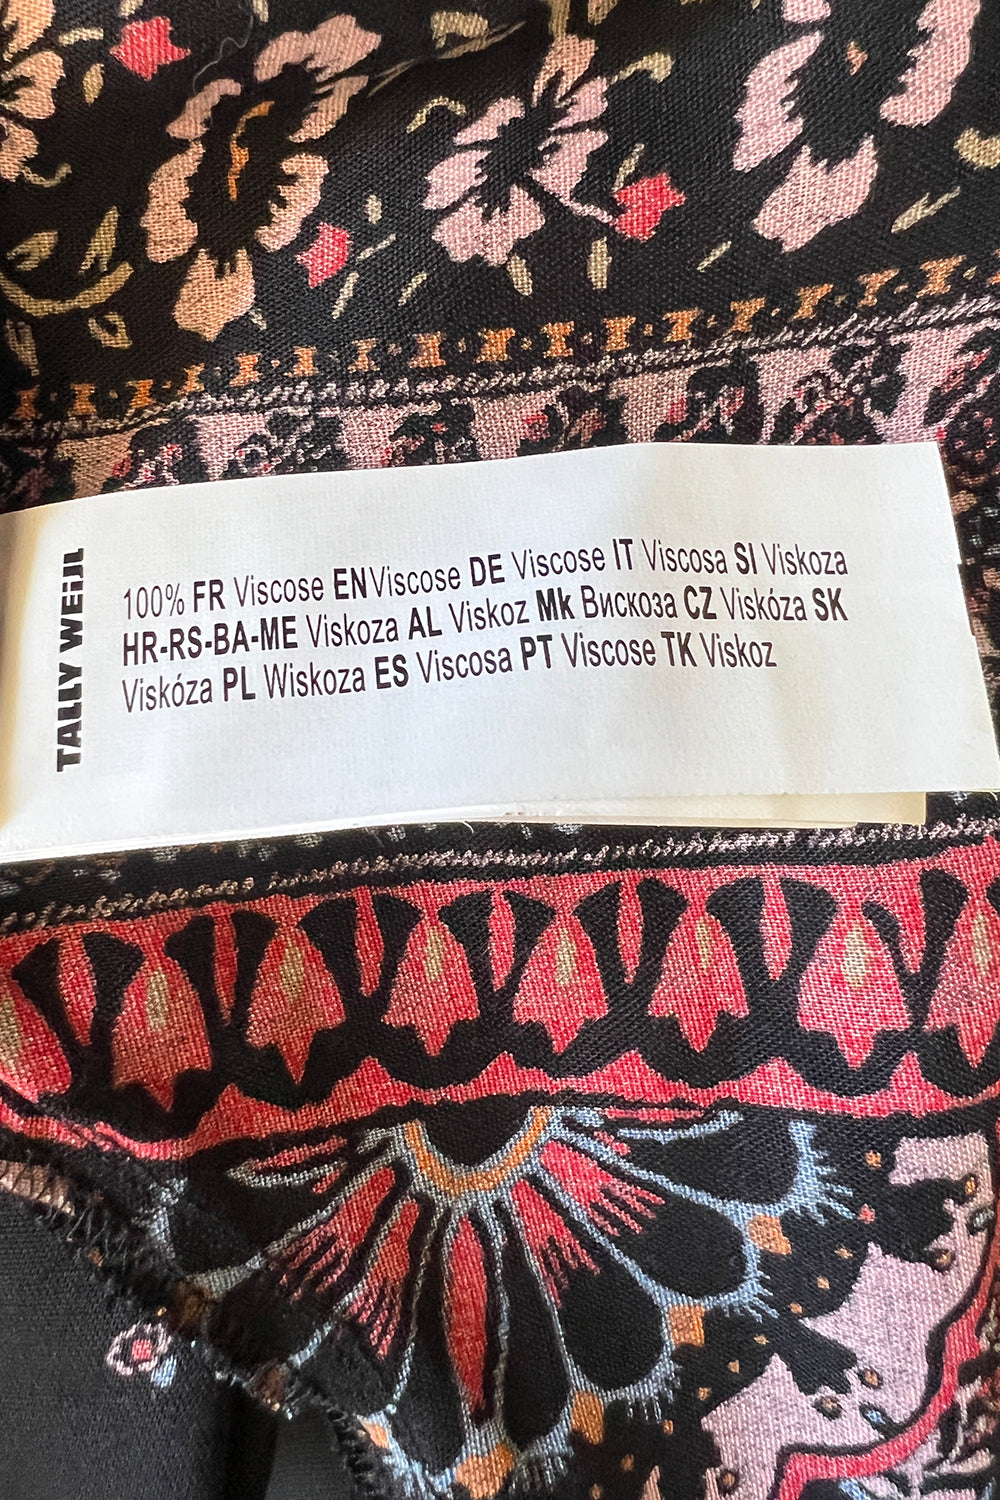 TALLY WEiJL
100% FR Viscose EN Viscose DE Viscose IT Viscosa SI Viskoza
HR-RS-BA-ME Viskoza AL Viskoz Mk Вискоза CZ Viskóza SK
Viskóza PL Wiskoza ES Viscosa PT Viscose TK Viskoz